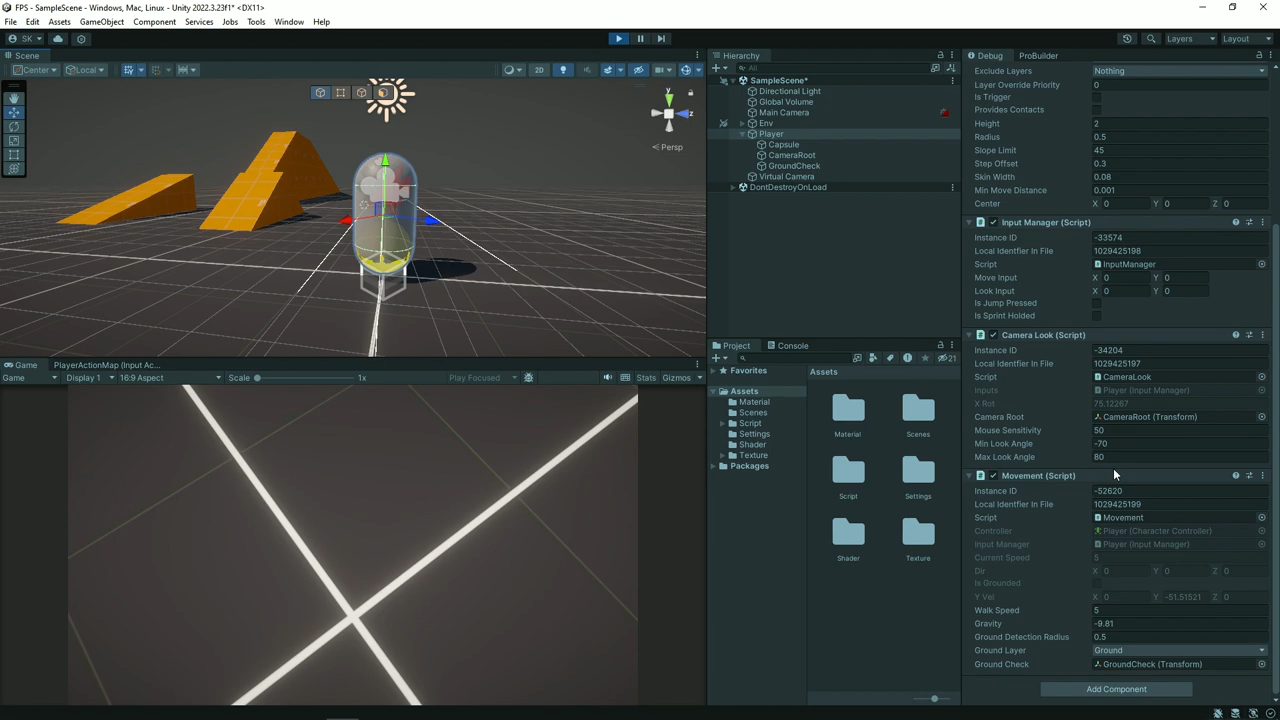 FPS - SampleScene - Windows, Mac, Linux - Unity 2022.3.23f1* <DX11>
File Edit Assets GameObject Component Services Jobs Tools Window Help
SK Layers Layout
Scene
Center Local 2D
y
z
Persp
Game PlayerActionMap (Input Ac...
Game Display 1 16:9 Aspect Scale 1x Play Focused Stats Gizmos
Hierarchy
All
SampleScene*
Directional Light
Global Volume
Main Camera
Env
Player
Capsule
CameraRoot
GroundCheck
Virtual Camera
DontDestroyOnLoad
Project Console
21
Favorites
Assets
Material
Scenes
Script
Settings
Shader
Texture
Packages
Assets
Material Scenes
Script Settings
Shader Texture
Debug ProBuilder
Exclude Layers Nothing
Layer Override Priority 0
Is Trigger
Provides Contacts
Height 2
Radius 0.5
Slope Limit 45
Step Offset 0.3
Skin Width 0.08
Min Move Distance 0.001
Center X 0 Y 0 Z 0
Input Manager (Script)
Instance ID -33574
Local Identfier In File 1029425198
Script InputManager
Move Input X 0 Y 0
Look Input X 0 Y 0
Is Jump Pressed
Is Sprint Holded
Camera Look (Script)
Instance ID -34204
Local Identfier In File 1029425197
Script CameraLook
Inputs Player (Input Manager)
X Rot 75.12267
Camera Root CameraRoot (Transform)
Mouse Sensitivity 50
Min Look Angle -70
Max Look Angle 80
Movement (Script)
Instance ID -52620
Local Identfier In File 1029425199
Script Movement
Controller Player (Character Controller)
Input Manager Player (Input Manager)
Current Speed 5
Dir X 0 Y 0 Z 0
Is Grounded
Y Vel X 0 Y -51.51521 Z 0
Walk Speed 5
Gravity -9.81
Ground Detection Radius 0.5
Ground Layer Ground
Ground Check GroundCheck (Transform)
Add Component